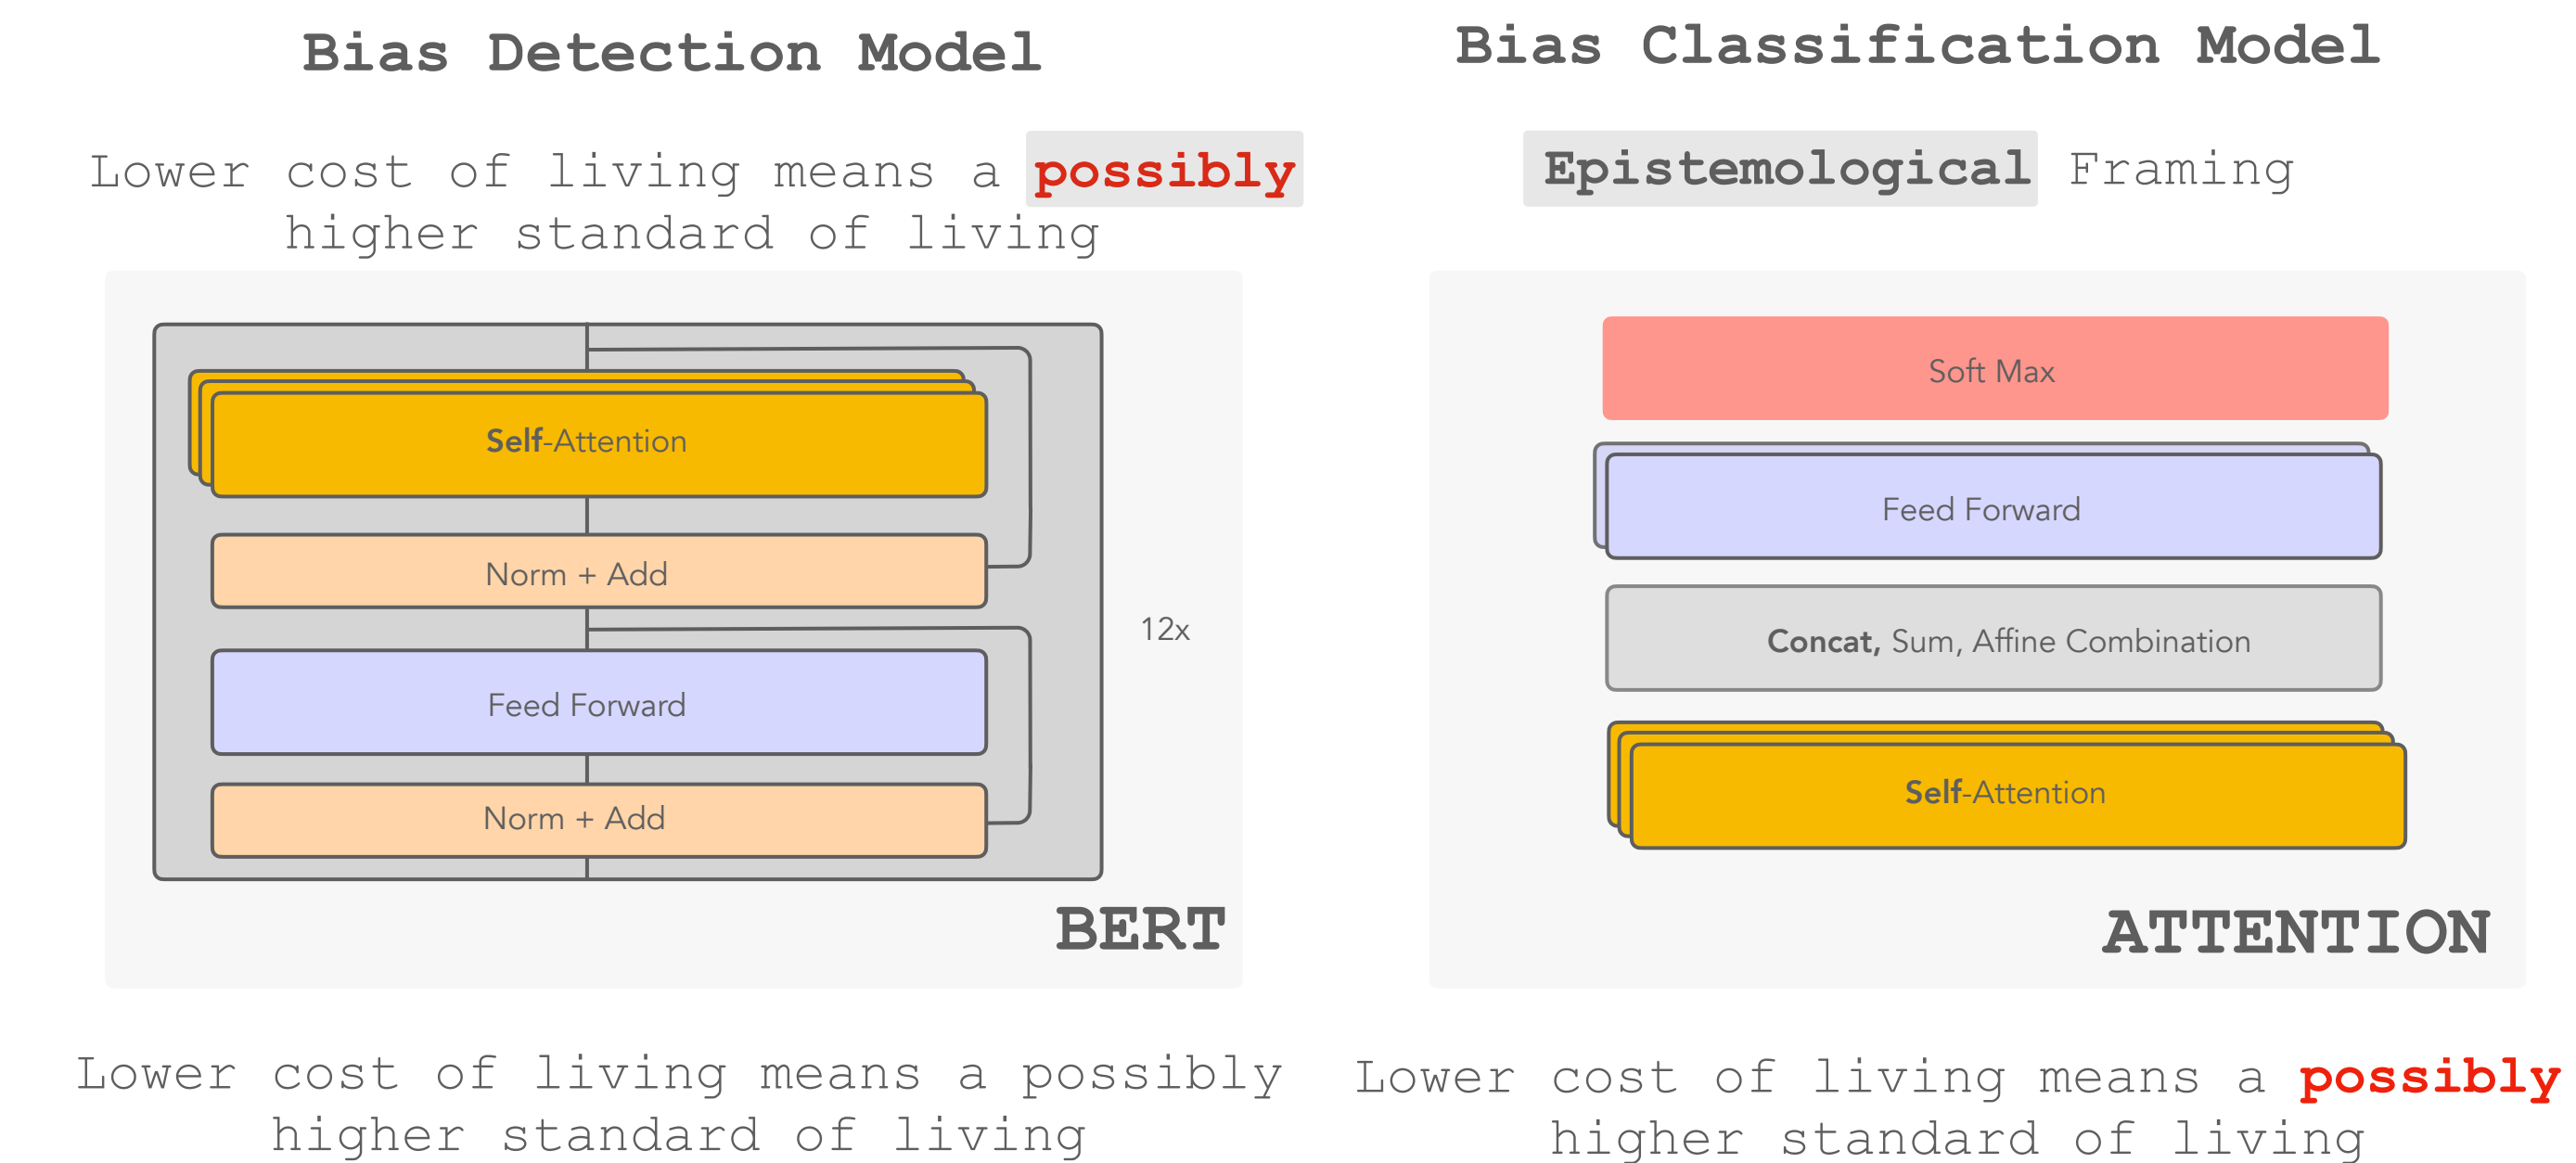 Bias Detection Model
Lower cost of living means a possibly
higher standard of living
Self-Attention
Norm + Add
Feed Forward
Norm + Add
12x
BERT
Lower cost of living means a possibly
higher standard of living
Bias Classification Model
Epistemological Framing
Soft Max
Feed Forward
Concat, Sum, Affine Combination
Self-Attention
ATTENTION
Lower cost of living means a possibly
higher standard of living